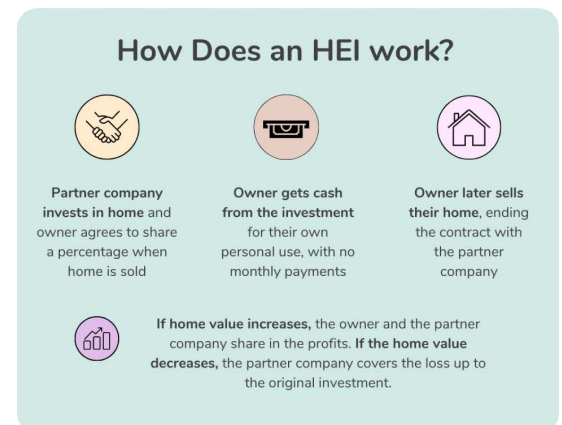 How Does an HEI work?
Partner company
invests in home and
owner agrees to share
a percentage when
home is sold
Owner gets cash
from the investment
for their own
personal use, with no
monthly payments
Owner later sells
their home, ending
the contract with
the partner
company
If home value increases, the owner and the partner
company share in the profits. If the home value
decreases, the partner company covers the loss up to
the original investment.